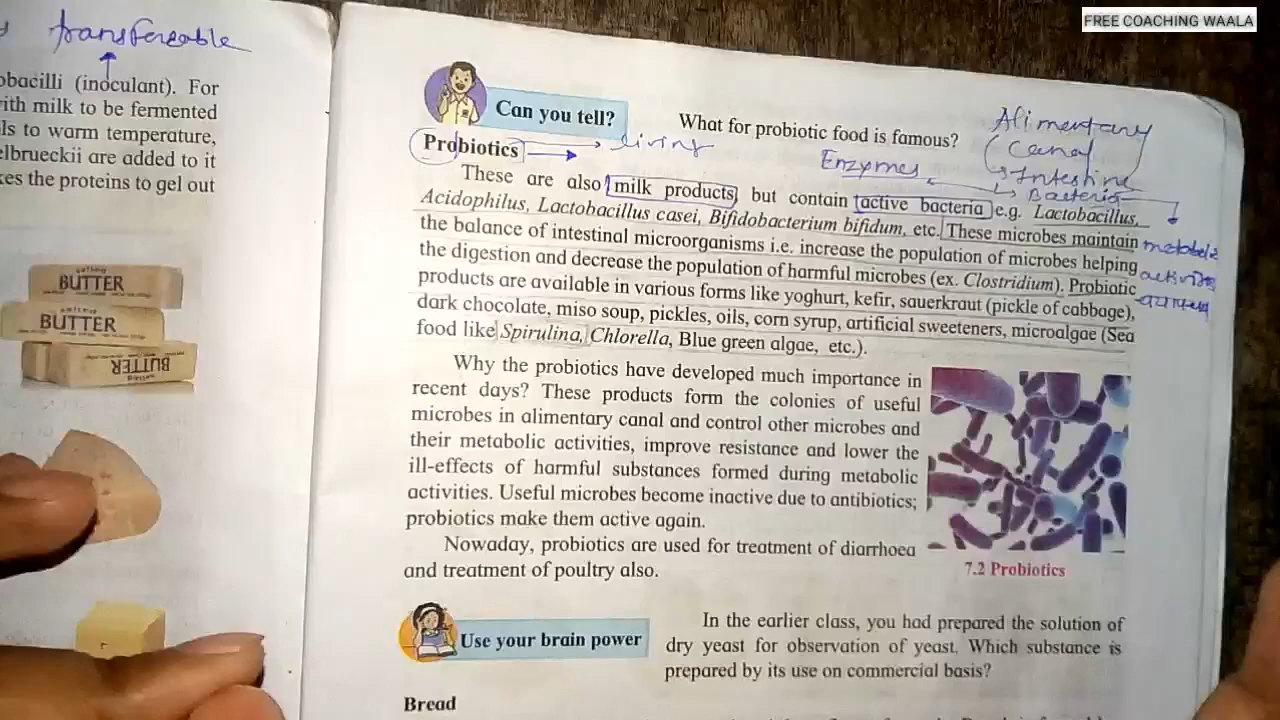 FREE COACHING WAALA
transfereable
obacilli (inoculant). For
ith milk to be fermented
ls to warm temperature,
elbrueckii are added to it
kes the proteins to gel out
BUTTER
BUTTER
BUTTER
Can you tell?
What for probiotic food is famous?
Alimentary
Canal
Intestine
Bacteria
Enzymes
living
Probiotics
These are also milk products, but contain active bacteria e.g. Lactobacillus,
Acidophilus, Lactobacillus casei, Bifidobacterium bifidum, etc. These microbes maintain
the balance of intestinal microorganisms i.e. increase the population of microbes helping
the digestion and decrease the population of harmful microbes (ex. Clostridium). Probiotic
products are available in various forms like yoghurt, kefir, sauerkraut (pickle of cabbage),
dark chocolate, miso soup, pickles, oils, corn syrup, artificial sweeteners, microalgae (Sea
food like Spirulina, Chlorella, Blue green algae, etc.).
Why the probiotics have developed much importance in
recent days? These products form the colonies of useful
microbes in alimentary canal and control other microbes and
their metabolic activities, improve resistance and lower the
ill-effects of harmful substances formed during metabolic
activities. Useful microbes become inactive due to antibiotics;
probiotics make them active again.
Nowaday, probiotics are used for treatment of diarrhoea
and treatment of poultry also.
7.2 Probiotics
Use your brain power
In the earlier class, you had prepared the solution of
dry yeast for observation of yeast. Which substance is
prepared by its use on commercial basis?
Bread